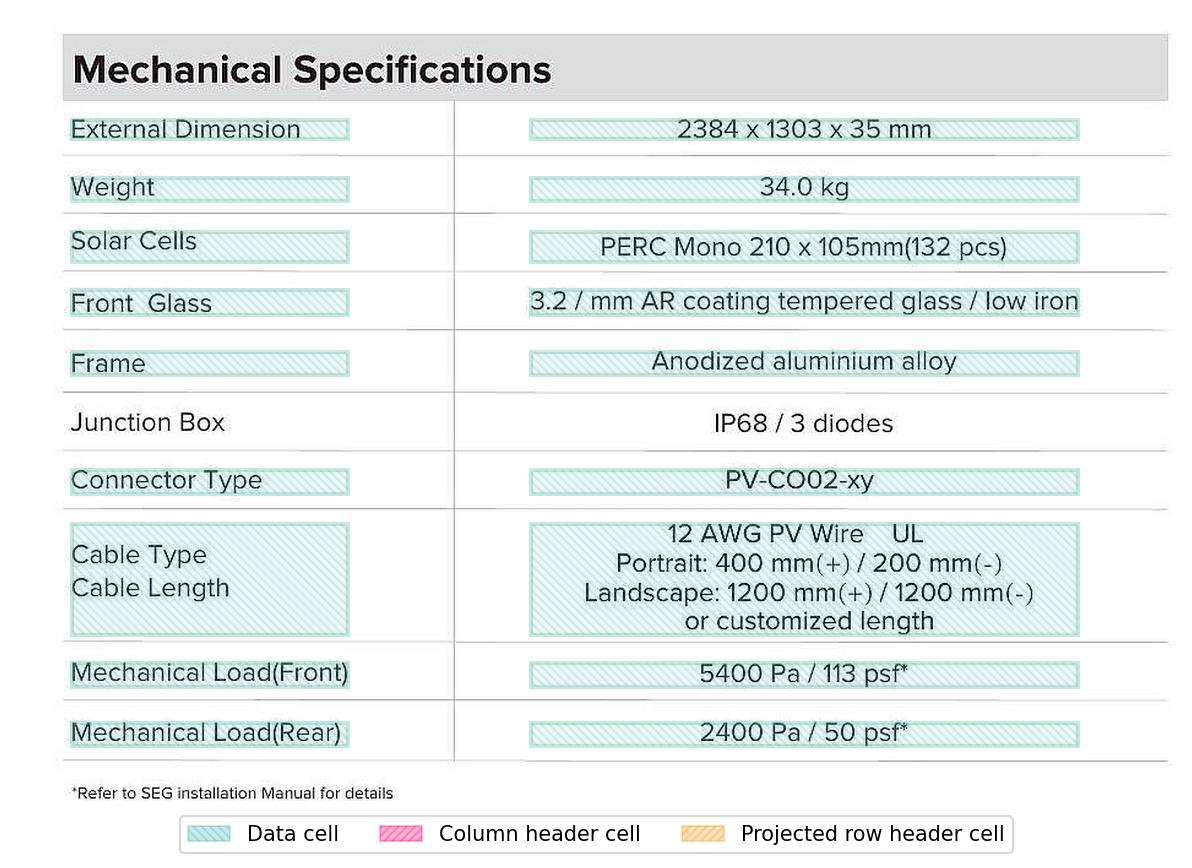 Mechanical Specifications
External Dimension 2384 x 1303 x 35 mm
Weight 34.0 kg
Solar Cells PERC Mono 210 x 105mm(132 pcs)
Front Glass 3.2 / mm AR coating tempered glass / low iron
Frame Anodized aluminium alloy
Junction Box IP68 / 3 diodes
Connector Type PV-CO02-xy
Cable Type
Cable Length
12 AWG PV Wire UL
Portrait: 400 mm(+) / 200 mm(-)
Landscape: 1200 mm(+) / 1200 mm(-)
or customized length
Mechanical Load(Front) 5400 Pa / 113 psf*
Mechanical Load(Rear) 2400 Pa / 50 psf*
*Refer to SEG installation Manual for details
Data cell Column header cell Projected row header cell